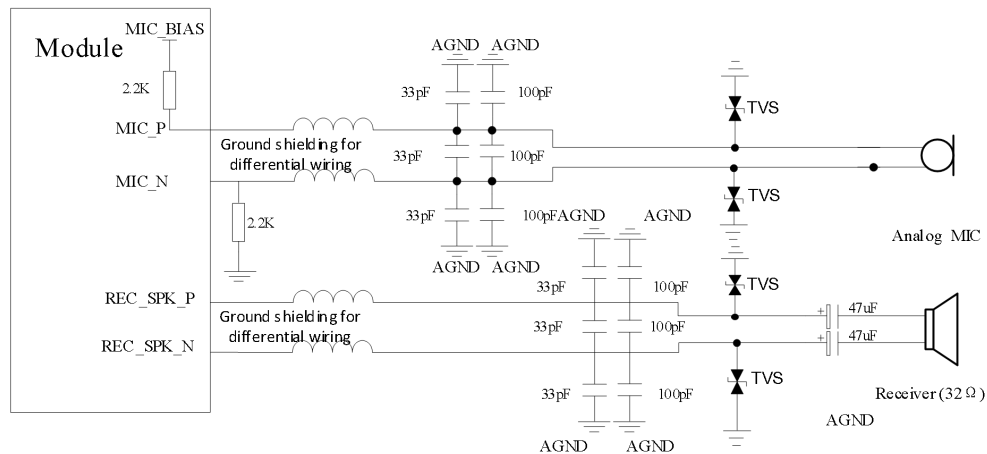 MIC_BIAS
Module
AGND AGND
2.2K
33pF 100pF
TVS
MIC_P
Ground shielding for
differential wiring
33pF 100pF
MIC_N
TVS
2.2K
33pF 100pF AGND AGND
Analog MIC
AGND AGND
33pF 100pF
TVS
REC_SPK_P
Ground shielding for
differential wiring
+ 47uF
33pF 100pF
+ 47uF
REC_SPK_N
TVS
33pF 100pF
Receiver(32Ω)
AGND
AGND AGND